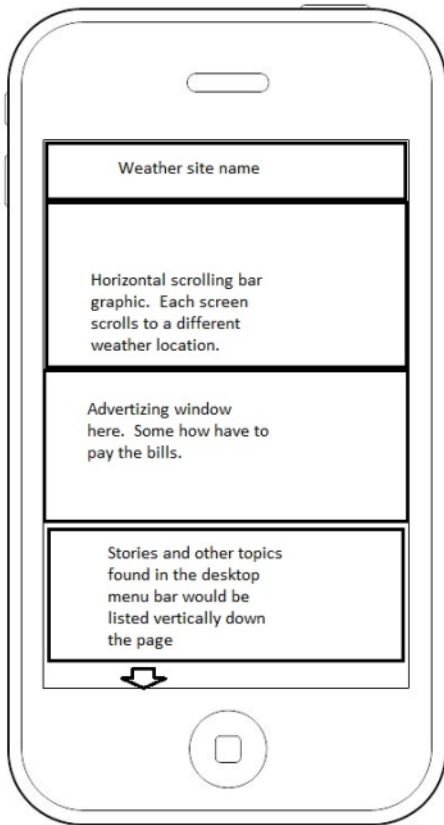 Weather site name
Horizontal scrolling bar
graphic.  Each screen
scrolls to a different
weather location.
Advertizing window
here.  Some how have to
pay the bills.
Stories and other topics
found in the desktop
menu bar would be
listed vertically down
the page